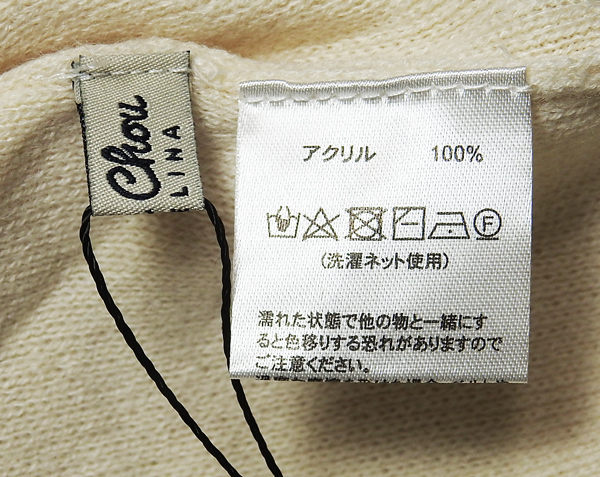 Chou
LINA
アクリル 100%
F
(洗濯ネット使用)
濡れた状態で他の物と一緒にす
ると色移りする恐れがありますので
ご注意ください。